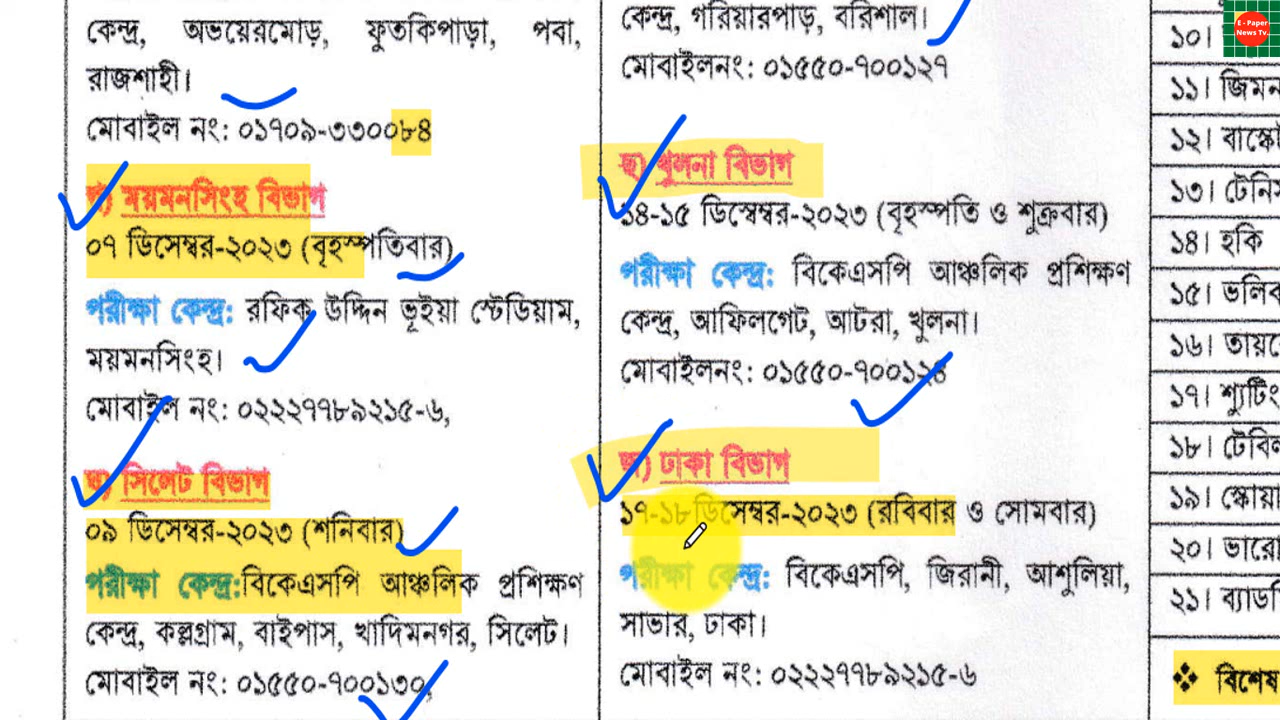 কেন্দ্র, অভয়েরমোড়, ফুতকিপাড়া, পবা,
রাজশাহী।
মোবাইল নং: ০১৭০৯-৩৩০০৮৪
ময়মনসিংহ বিভাগ
০৭ ডিসেম্বর-২০২৩ (বৃহস্পতিবার)
পরীক্ষা কেন্দ্র: রফিক উদ্দিন ভূইয়া স্টেডিয়াম,
ময়মনসিংহ।
মোবাইল নং: ০২২২৭৭৮৯২১৫-৬,
সিলেট বিভাগ
০৯ ডিসেম্বর-২০২৩ (শনিবার)
পরীক্ষা কেন্দ্র:বিকেএসপি আঞ্চলিক প্রশিক্ষণ
কেন্দ্র, কল্লগ্রাম, বাইপাস, খাদিমনগর, সিলেট।
মোবাইল নং: ০১৫৫০-৭০০১৩০,
কেন্দ্র, গরিয়ারপাড়, বরিশাল।
মোবাইলনং: ০১৫৫০-৭০০১২৭
ছ) খুলনা বিভাগ
১৪-১৫ ডিস্বেম্বর-২০২৩ (বৃহস্পতি ও শুক্রবার)
পরীক্ষা কেন্দ্র: বিকেএসপি আঞ্চলিক প্রশিক্ষণ
কেন্দ্র, আফিলগেট, আটরা, খুলনা।
মোবাইলনং: ০১৫৫০-৭০০১২৪
জ) ঢাকা বিভাগ
১৭-১৮ডিসেম্বর-২০২৩ (রবিবার ও সোমবার)
পরীক্ষা কেন্দ্র: বিকেএসপি, জিরানী, আশুলিয়া,
সাভার, ঢাকা।
মোবাইল নং: ০২২২৭৭৮৯২১৫-৬
১০।
১১।
১২।
১৩।
১৪। হকি
১৫।
১৬।
১৭।
১৮।
১৯।
২০।
২১।
❖ বিশেষ
E - Paper
News Tv